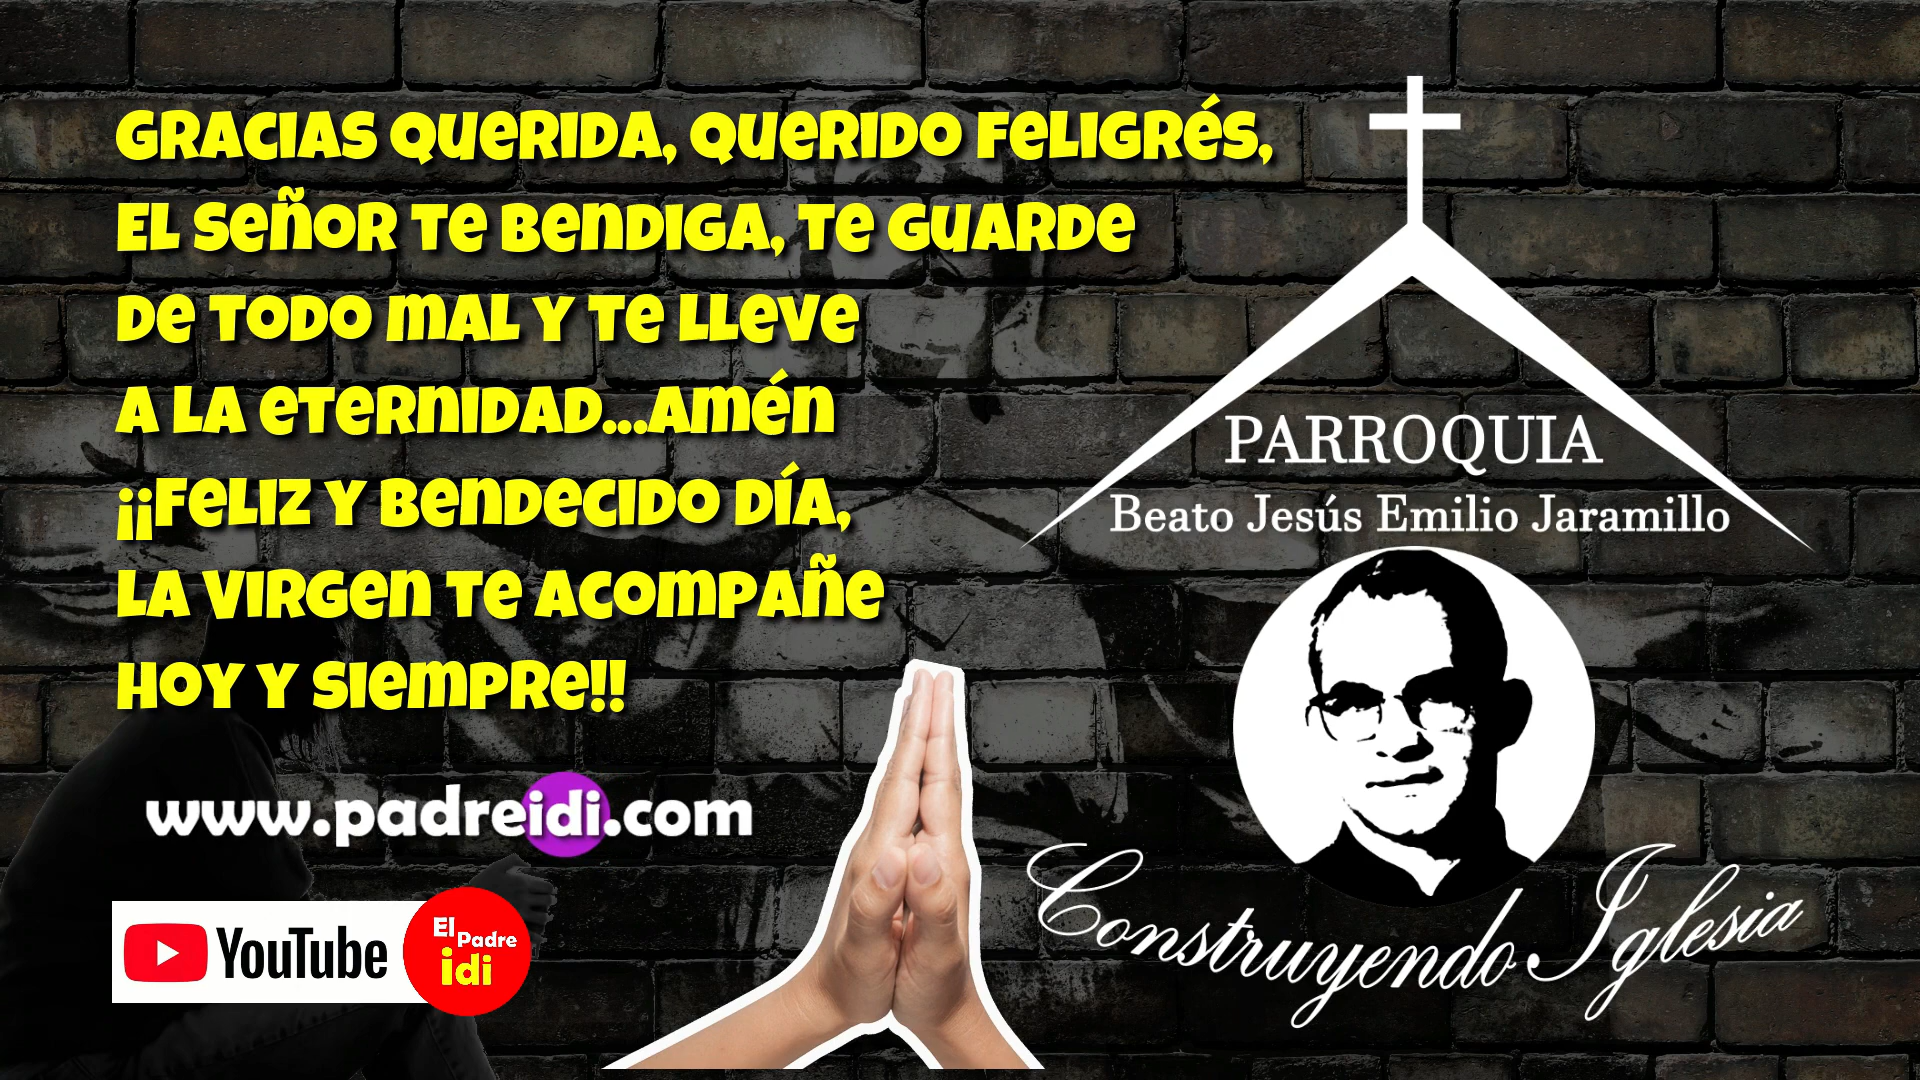 Gracias querida, querido feligrés,
el Señor te bendiga, te guarde
de todo mal y te lleve
a la eternidad...Amén
¡¡Feliz y bendecido día,
la Virgen te acompañe
hoy y siempre!!
www.padreidi.com
YouTube
El Padre
idi
PARROQUIA
Beato Jesús Emilio Jaramillo
Construyendo Iglesia